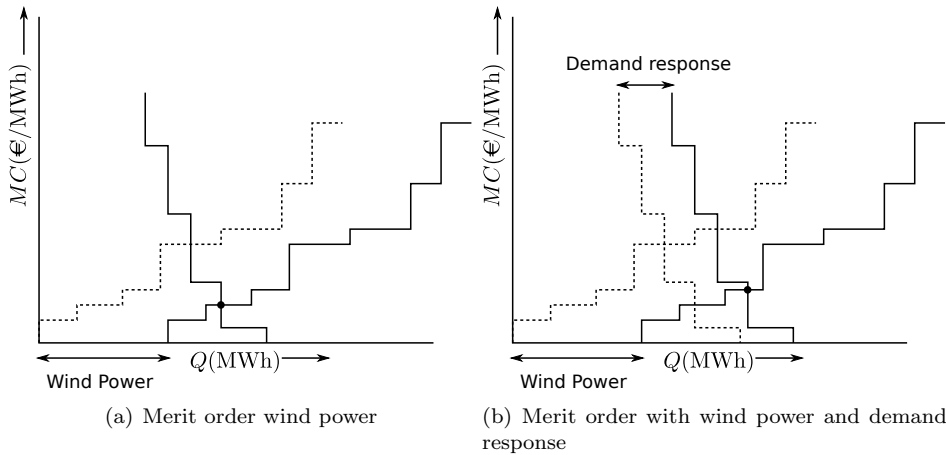 MC(€/MWh)
Q(MWh)
Wind Power
(a) Merit order wind power
Demand response
MC(€/MWh)
Q(MWh)
Wind Power
(b) Merit order with wind power and demand
response